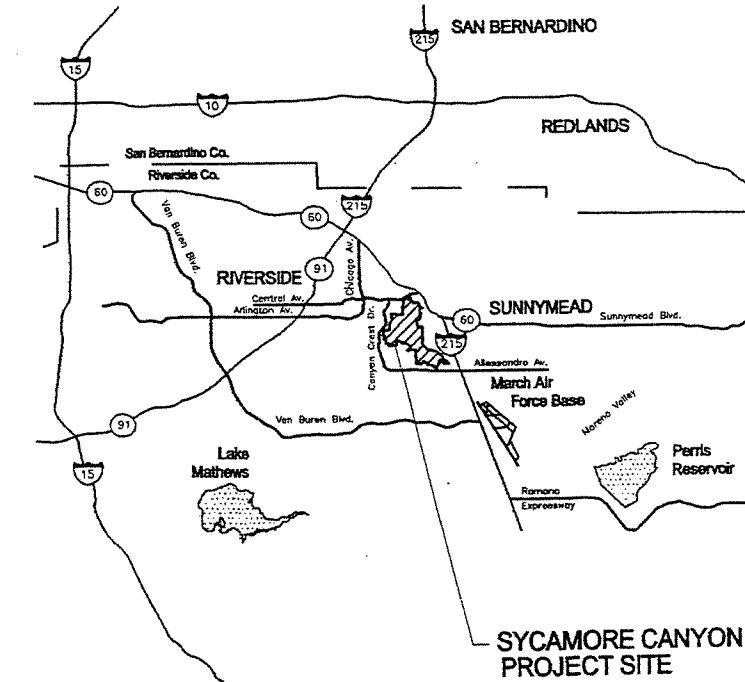 215
SAN BERNARDINO
15
10
REDLANDS
San Bernardino Co.
Riverside Co.
60
Van Buren Blvd.
60
215
Chicago Av.
91
RIVERSIDE
Central Av.
Arlington Av.
Canyon Crest Dr.
SUNNYMEAD
60
Sunnymead Blvd.
215
Alessandro Av.
March Air
Force Base
Van Buren Blvd.
91
Moreno Valley
Perris
Reservoir
Lake
Mathews
15
Ramona
Expressway
SYCAMORE CANYON
PROJECT SITE